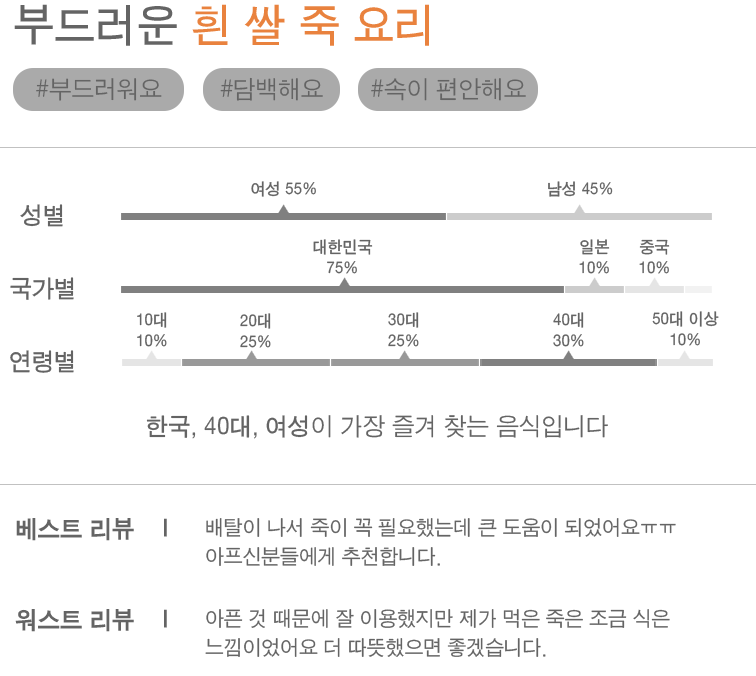 부드러운 흰 쌀 죽 요리
#부드러워요 #담백해요 #속이 편안해요
여성 55% 남성 45%
성별
대한민국 일본 중국
75% 10% 10%
국가별
10대 20대 30대 40대 50대 이상
10% 25% 25% 30% 10%
연령별
한국, 40대, 여성이 가장 즐겨 찾는 음식입니다
베스트 리뷰 | 배탈이 나서 죽이 꼭 필요했는데 큰 도움이 되었어요ㅠㅠ
아프신분들에게 추천합니다.
워스트 리뷰 | 아픈 것 때문에 잘 이용했지만 제가 먹은 죽은 조금 식은
느낌이었어요 더 따뜻했으면 좋겠습니다.